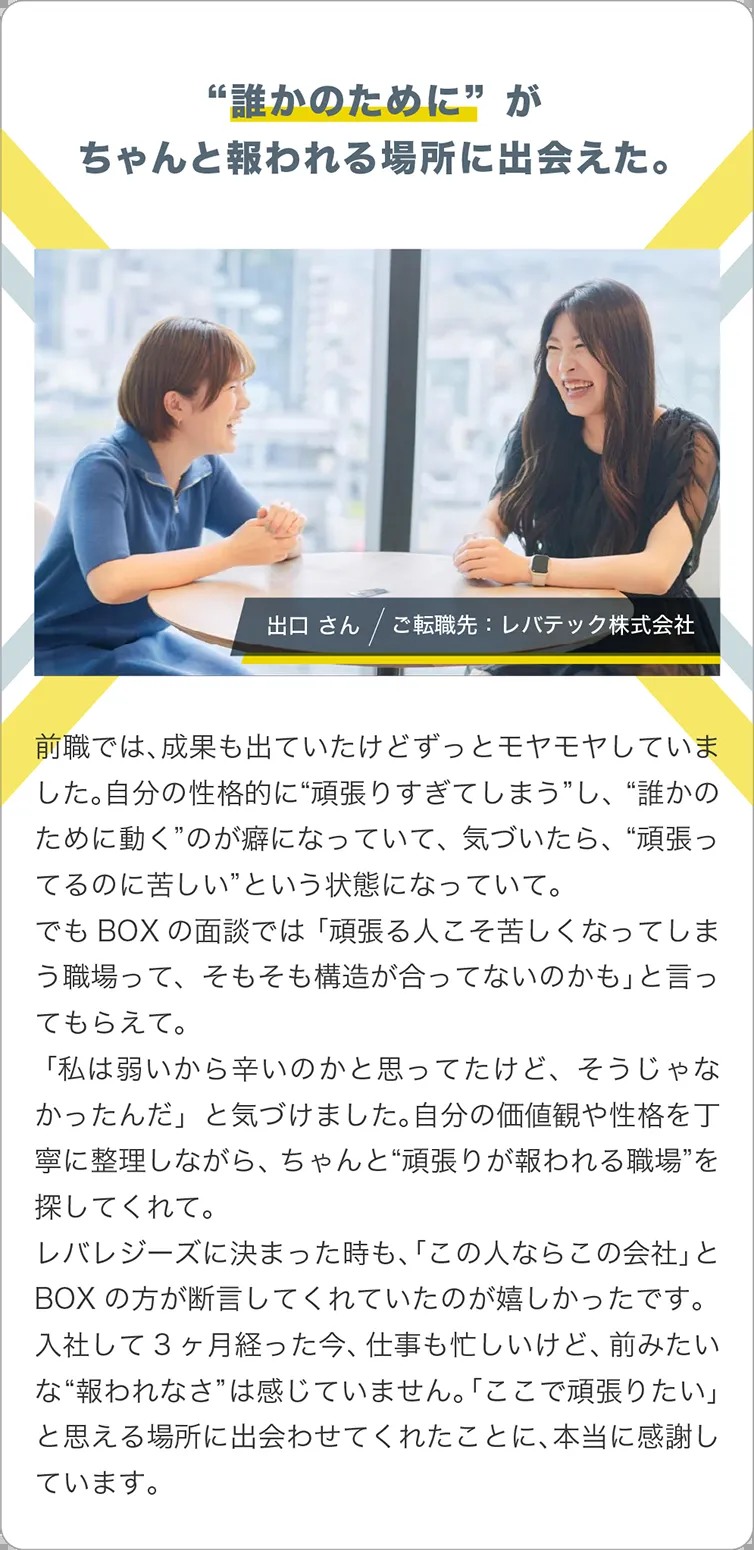 “誰かのために” が
ちゃんと報われる場所に出会えた。
出口 さん / ご転職先：レバテック株式会社
前職では、成果も出ていたけどずっとモヤモヤしていま
した。自分の性格的に“頑張りすぎてしまう”し、“誰かの
ために動く”のが癖になっていて、気づいたら、“頑張っ
てるのに苦しい”という状態になっていて。
でも BOX の面談では「頑張る人こそ苦しくなってしま
う職場って、そもそも構造が合ってないのかも」と言っ
てもらえて。
「私は弱いから辛いのかと思ってたけど、そうじゃな
かったんだ」と気づけました。自分の価値観や性格を丁
寧に整理しながら、ちゃんと“頑張りが報われる職場”を
探してくれて。
レバレジーズに決まった時も、「この人ならこの会社」と
BOX の方が断言してくれていたのが嬉しかったです。
入社して 3 ヶ月経った今、仕事も忙しいけど、前みたい
な“報われなさ”は感じていません。「ここで頑張りたい」
と思える場所に出会わせてくれたことに、本当に感謝し
ています。